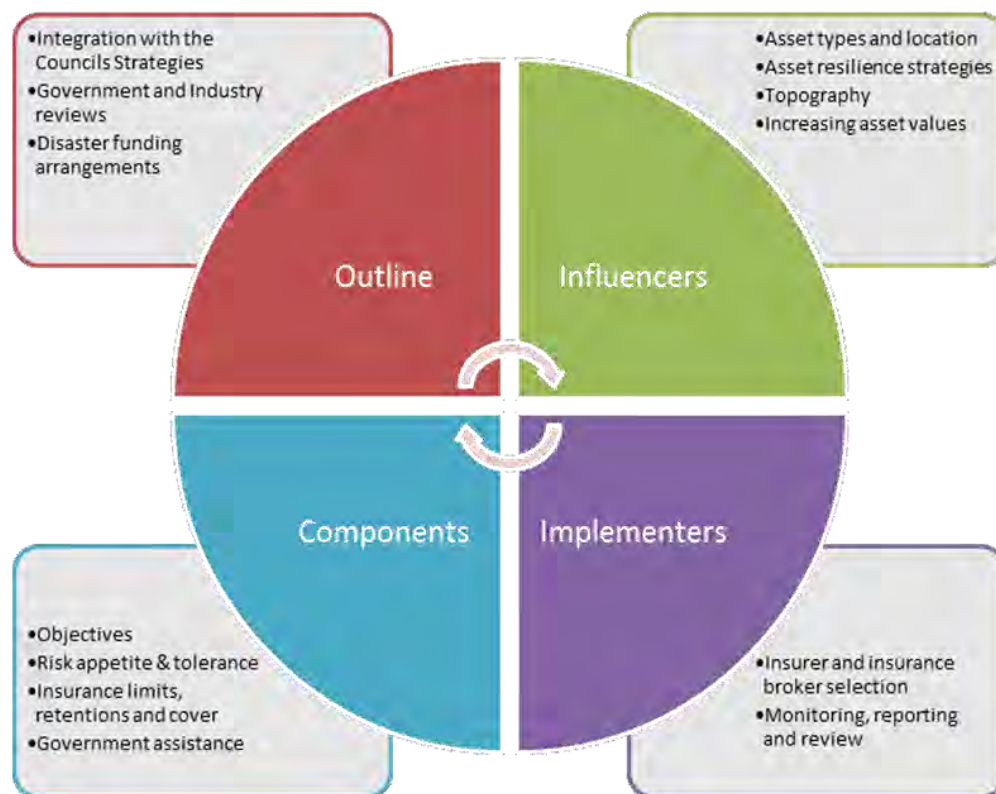 •Integration with the
Councils Strategies
•Government and Industry
reviews
•Disaster funding
arrangements
•Asset types and location
•Asset resilience strategies
•Topography
•Increasing asset values
Outline
Influencers
Components
Implementers
•Objectives
•Risk appetite & tolerance
•Insurance limits,
retentions and cover
•Government assistance
•Insurer and insurance
broker selection
•Monitoring, reporting
and review